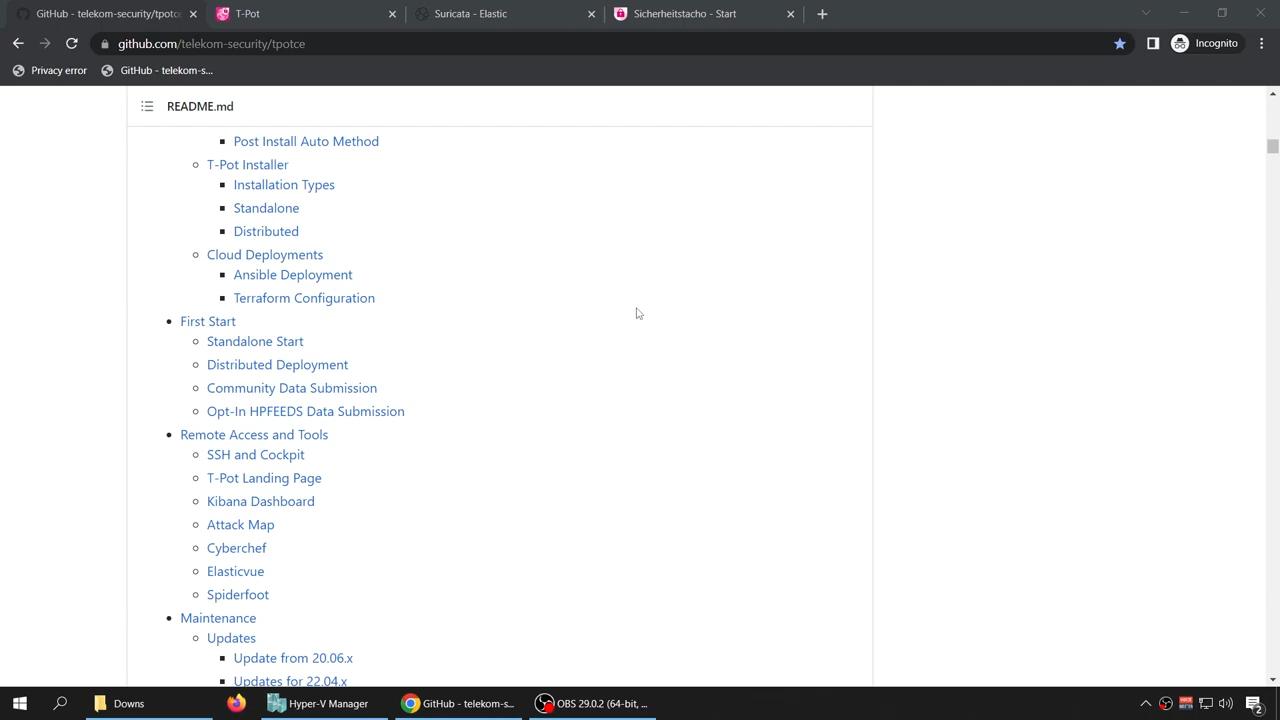 GitHub - telekom-security/tpotc
T-Pot
Suricata - Elastic
Sicherheitstacho - Start
github.com/telekom-security/tpotce
Incognito
Privacy error
GitHub - telekom-s...
README.md
Post Install Auto Method
T-Pot Installer
Installation Types
Standalone
Distributed
Cloud Deployments
Ansible Deployment
Terraform Configuration
First Start
Standalone Start
Distributed Deployment
Community Data Submission
Opt-In HPFEEDS Data Submission
Remote Access and Tools
SSH and Cockpit
T-Pot Landing Page
Kibana Dashboard
Attack Map
Cyberchef
Elasticvue
Spiderfoot
Maintenance
Updates
Update from 20.06.x
Updates for 22.04.x
Downs
Hyper-V Manager
GitHub - telekom-s...
OBS 29.0.2 (64-bit, ...
2